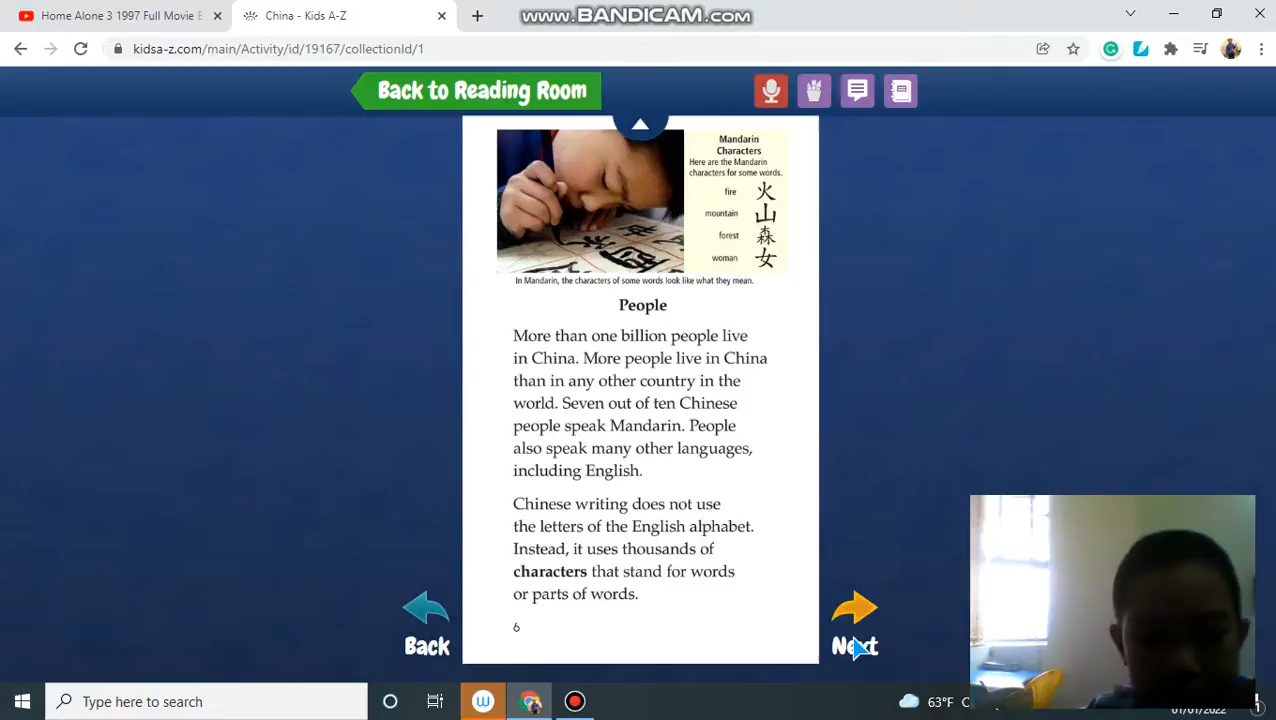 www.BANDICAM.com
Home Alone 3 1997 Full Movie E
China - Kids A-Z
kidsa-z.com/main/Activity/id/19167/collectionId/1
Back to Reading Room
Mandarin
Characters
Here are the Mandarin
characters for some words.
fire 火
mountain 山
forest 森
woman 女
In Mandarin, the characters of some words look like what they mean.
People
More than one billion people live
in China. More people live in China
than in any other country in the
world. Seven out of ten Chinese
people speak Mandarin. People
also speak many other languages,
including English.
Chinese writing does not use
the letters of the English alphabet.
Instead, it uses thousands of
characters that stand for words
or parts of words.
6
Back
Next
Type here to search
63°F
01/01/2022